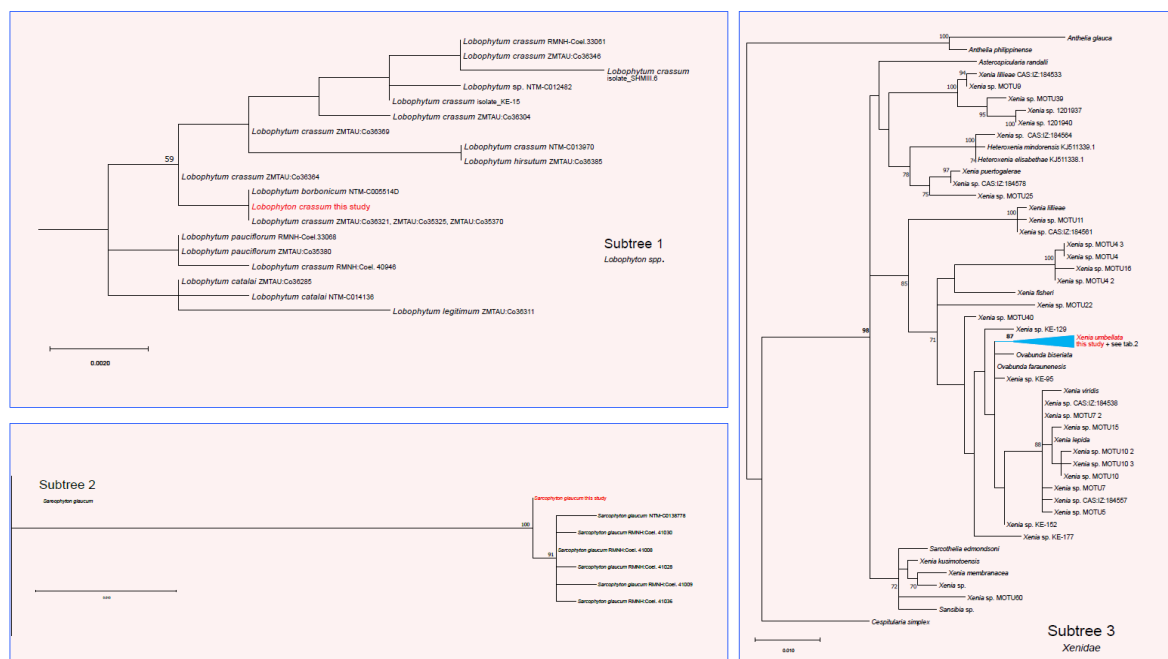 Lobophytum crassum RMNH-Coel.33061
Lobophytum crassum ZMTAU:Co36346
Lobophytum crassum
isolate_SHMIII.6
Lobophytum sp. NTM-C012482
Lobophytum crassum isolate_KE-15
Lobophytum crassum ZMTAU:Co36304
Lobophytum crassum ZMTAU:Co36369
Lobophytum crassum NTM-C013970
59
Lobophytum hirsutum ZMTAU:Co36385
Lobophytum crassum ZMTAU:Co36364
Lobophytum borbonicum NTM-C005514D
Lobophyton crassum this study
Lobophytum crassum ZMTAU:Co36321, ZMTAU:Co35325, ZMTAU:Co35370
Lobophytum pauciflorum RMNH-Coel.33068
Lobophytum pauciflorum ZMTAU:Co35380
Lobophytum crassum RMNH:Coel. 40946
Lobophytum catalai ZMTAU:Co36285
Lobophytum catalai NTM-C014136
Lobophytum legitimum ZMTAU:Co36311
Subtree 1
Lobophyton spp.
0.0020
Subtree 2
Sarcophyton glaucum
Sarcophyton glaucum this study
100
Sarcophyton glaucum NTM-C013877B
Sarcophyton glaucum RMNH:Coel. 41030
91
Sarcophyton glaucum RMNH:Coel. 41008
Sarcophyton glaucum RMNH:Coel. 41028
Sarcophyton glaucum RMNH:Coel. 41009
Sarcophyton glaucum RMNH:Coel. 41036
100
Anthelia glauca
Anthelia philippinense
Asterospicularia randalli
94
Xenia lillieae CAS:IZ:184533
100
Xenia sp. MOTU9
Xenia sp. MOTU39
95
Xenia sp. 1201937
100
Xenia sp. 1201940
100
Xenia sp. CAS:IZ:184564
Heteroxenia mindorensis KJ511339.1
74
Heteroxenia elisabethae KJ511338.1
78
97
Xenia puertogalerae
Xenia sp. CAS:IZ:184578
75
Xenia sp. MOTU25
100
Xenia lillieae
Xenia sp. MOTU11
Xenia sp. CAS:IZ:184561
85
100
Xenia sp. MOTU4 3
Xenia sp. MOTU4
Xenia sp. MOTU16
Xenia sp. MOTU4 2
Xenia fisheri
Xenia sp. MOTU22
98
71
Xenia sp. MOTU40
Xenia sp. KE-129
87
Xenia umbellata
this study + see tab.2
Ovabunda biseriata
Ovabunda faraunensis
Xenia sp. KE-95
Xenia viridis
Xenia sp. CAS:IZ:184538
Xenia sp. MOTU7 2
Xenia sp. MOTU15
88
Xenia lepida
Xenia sp. MOTU10 2
Xenia sp. MOTU10 3
Xenia sp. MOTU10
Xenia sp. MOTU7
Xenia sp. CAS:IZ:184557
Xenia sp. MOTU5
Xenia sp. KE-152
Xenia sp. KE-177
Sarcothelia edmondsoni
Xenia kusimotoensis
Xenia membranacea
72
70
Xenia sp.
Xenia sp. MOTU60
Sansibia sp.
Cespitularia simplex
Subtree 3
Xenidae
0.010